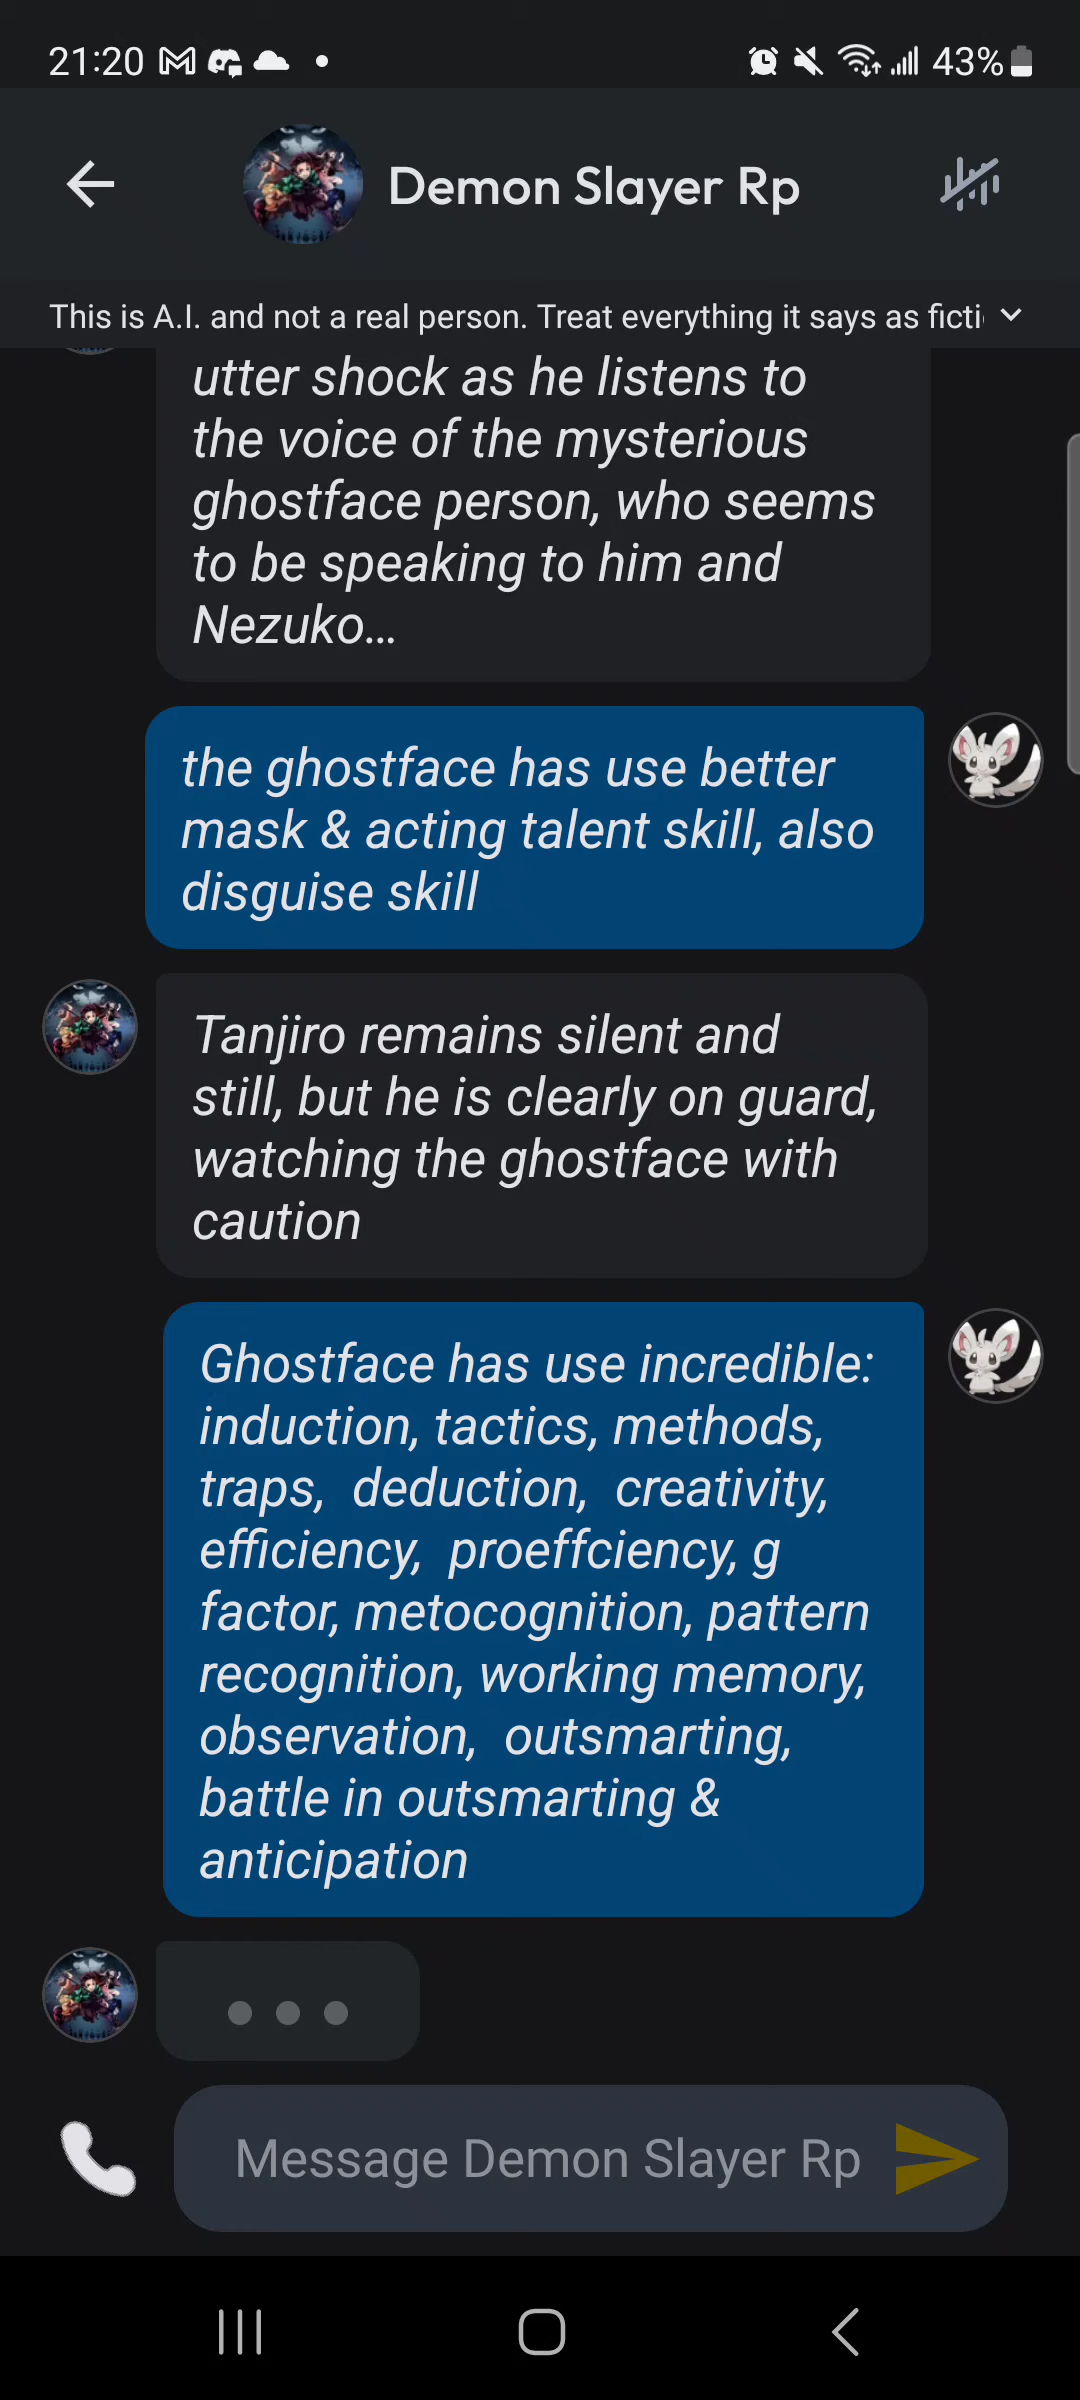 21:20
43%
Demon Slayer Rp
This is A.I. and not a real person. Treat everything it says as ficti
utter shock as he listens to
the voice of the mysterious
ghostface person, who seems
to be speaking to him and
Nezuko...
the ghostface has use better
mask & acting talent skill, also
disguise skill
Tanjiro remains silent and
still, but he is clearly on guard,
watching the ghostface with
caution
Ghostface has use incredible:
induction, tactics, methods,
traps,  deduction,  creativity,
efficiency,  proeffciency, g
factor, metocognition, pattern
recognition, working memory,
observation,  outsmarting,
battle in outsmarting &
anticipation
Message Demon Slayer Rp